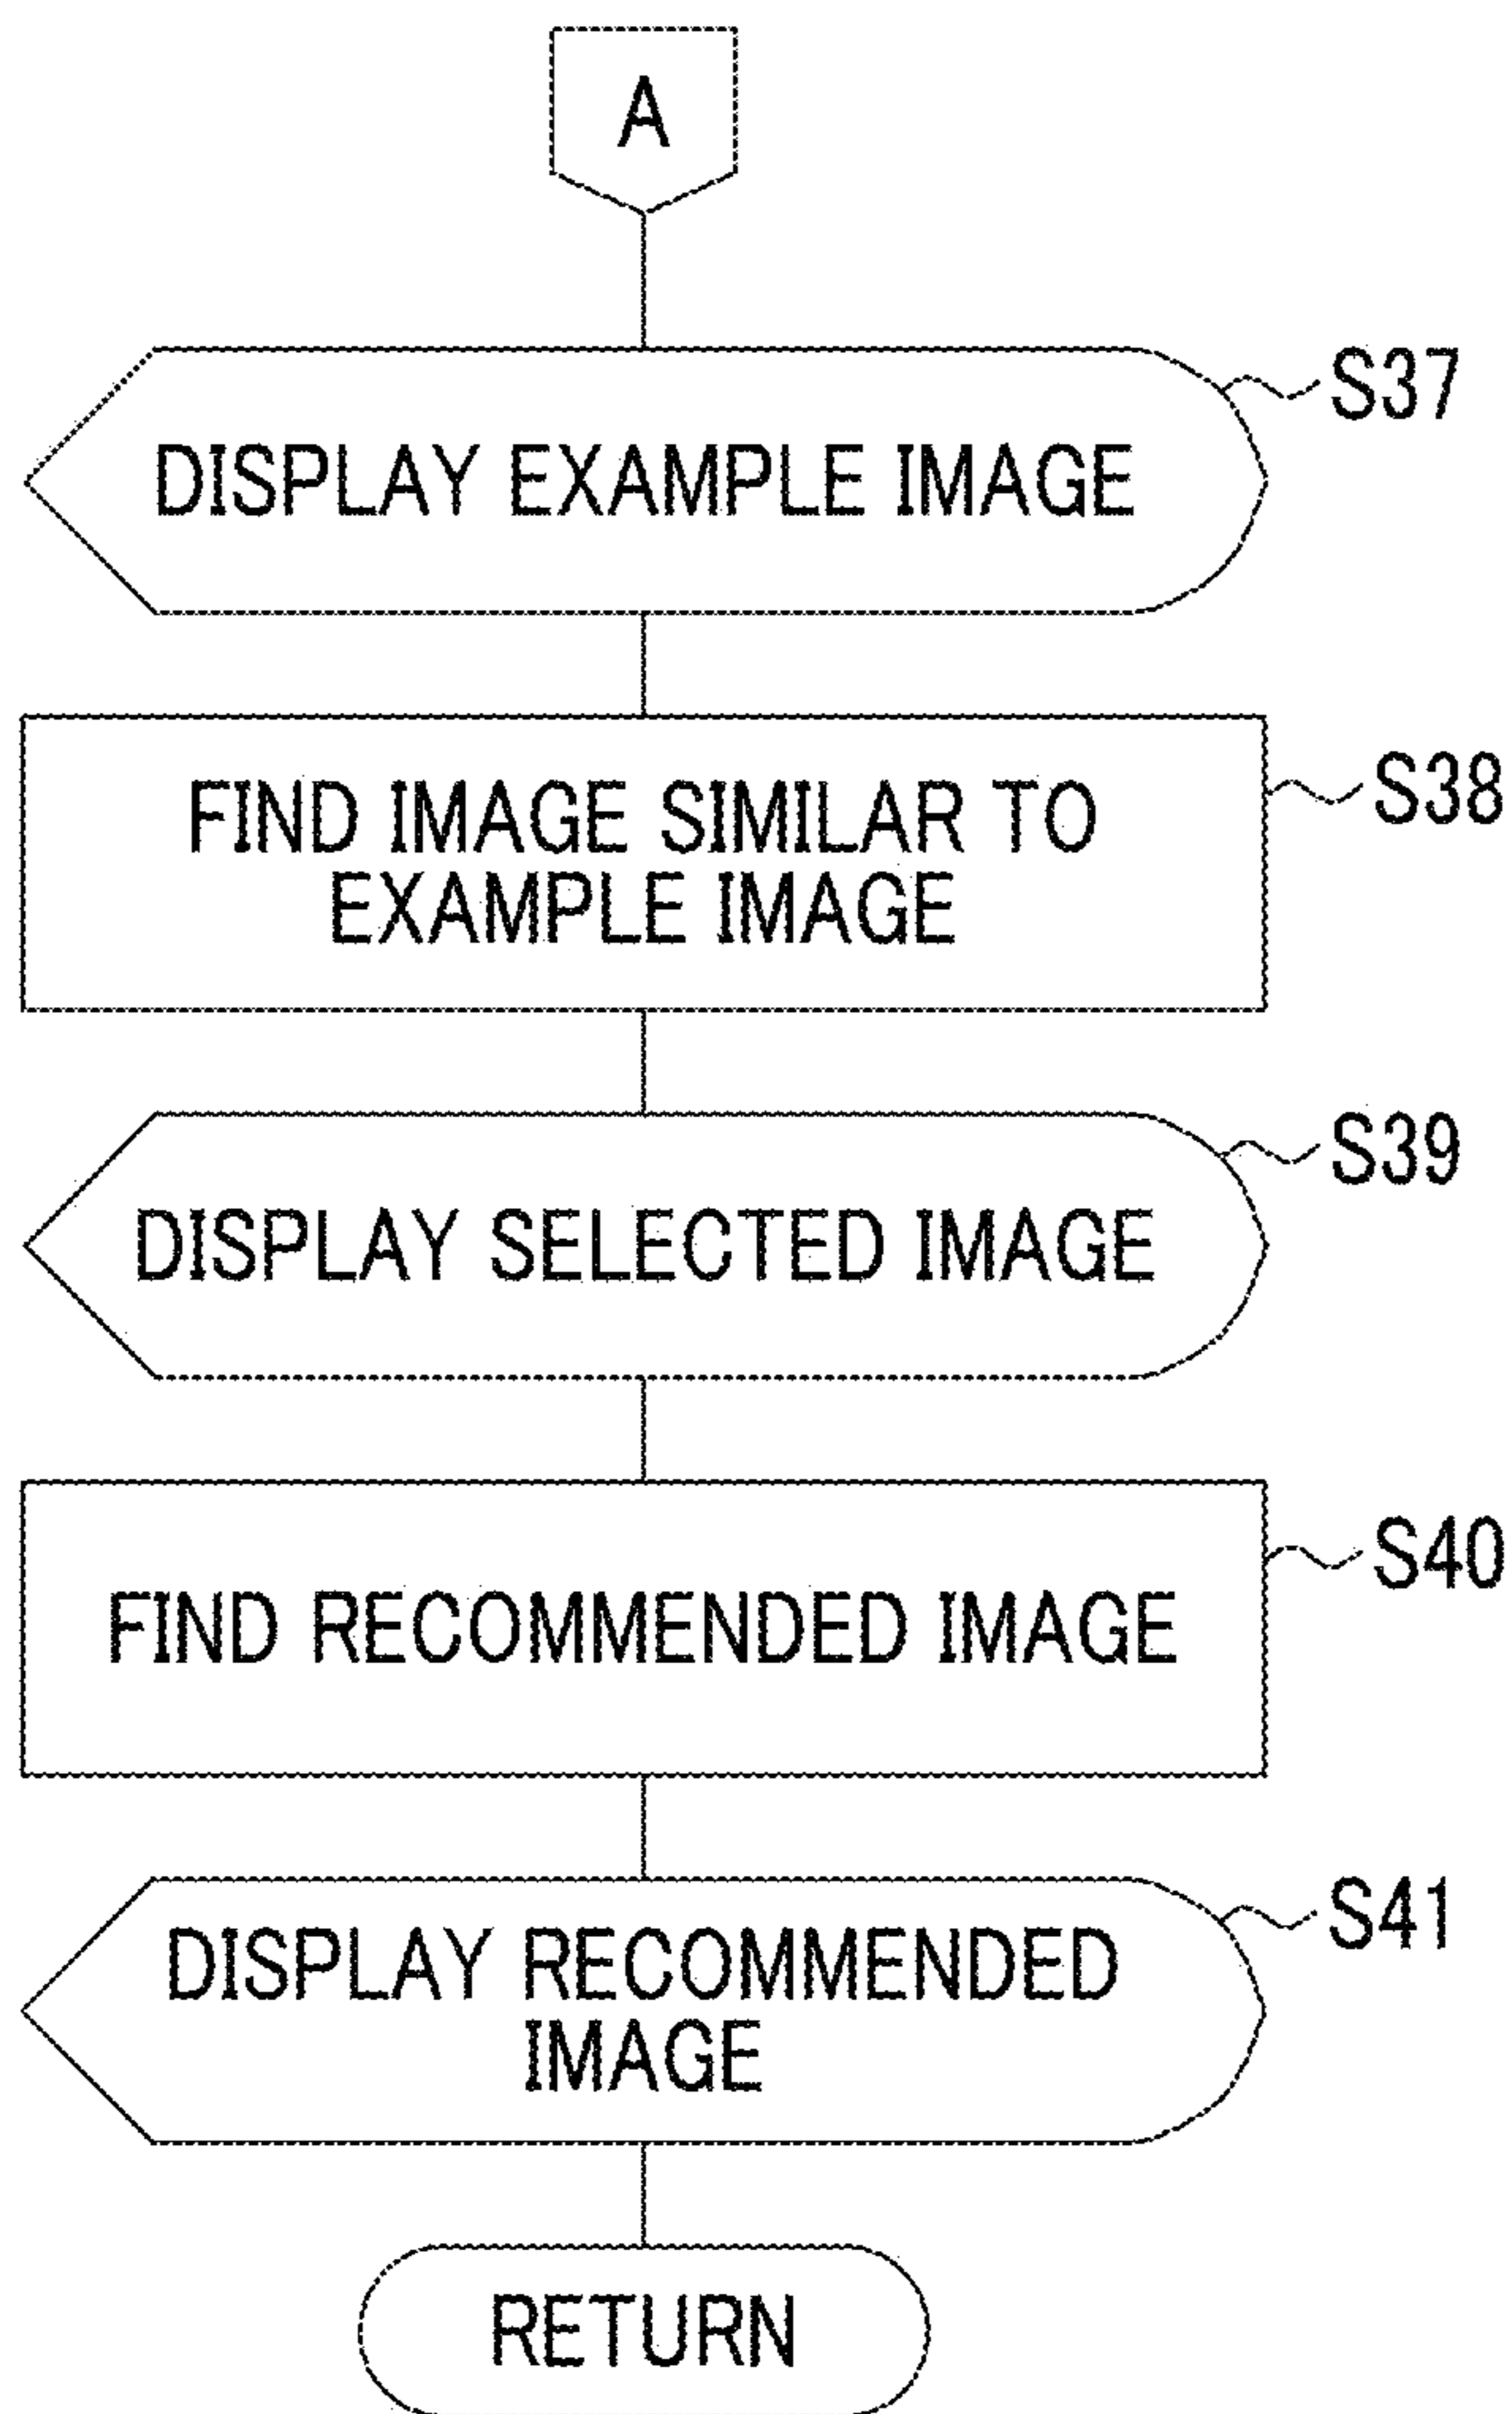 A
S37
DISPLAY EXAMPLE IMAGE
S38
FIND IMAGE SIMILAR TO
EXAMPLE IMAGE
S39
DISPLAY SELECTED IMAGE
S40
FIND RECOMMENDED IMAGE
S41
DISPLAY RECOMMENDED
IMAGE
RETURN